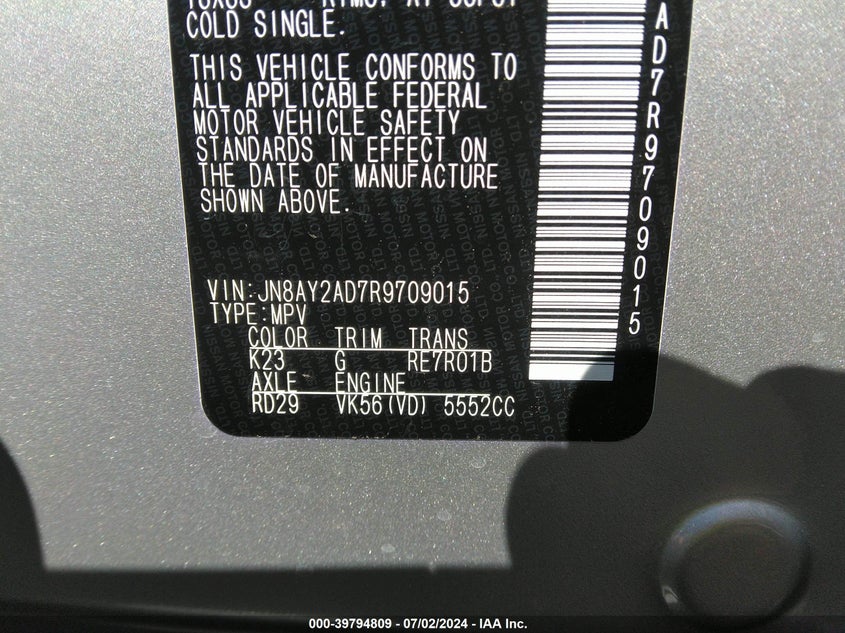 COLD SINGLE.
THIS VEHICLE CONFORMS TO
ALL APPLICABLE FEDERAL
MOTOR VEHICLE SAFETY
STANDARDS IN EFFECT ON
THE DATE OF MANUFACTURE
SHOWN ABOVE.
VIN:JN8AY2AD7R9709015
TYPE:MPV
COLOR TRIM TRANS
K23 G RE7R01B
AXLE ENGINE
RD29 VK56(VD) 5552CC
AD7R9709015
000-39794809 - 07/02/2024 - IAA Inc.